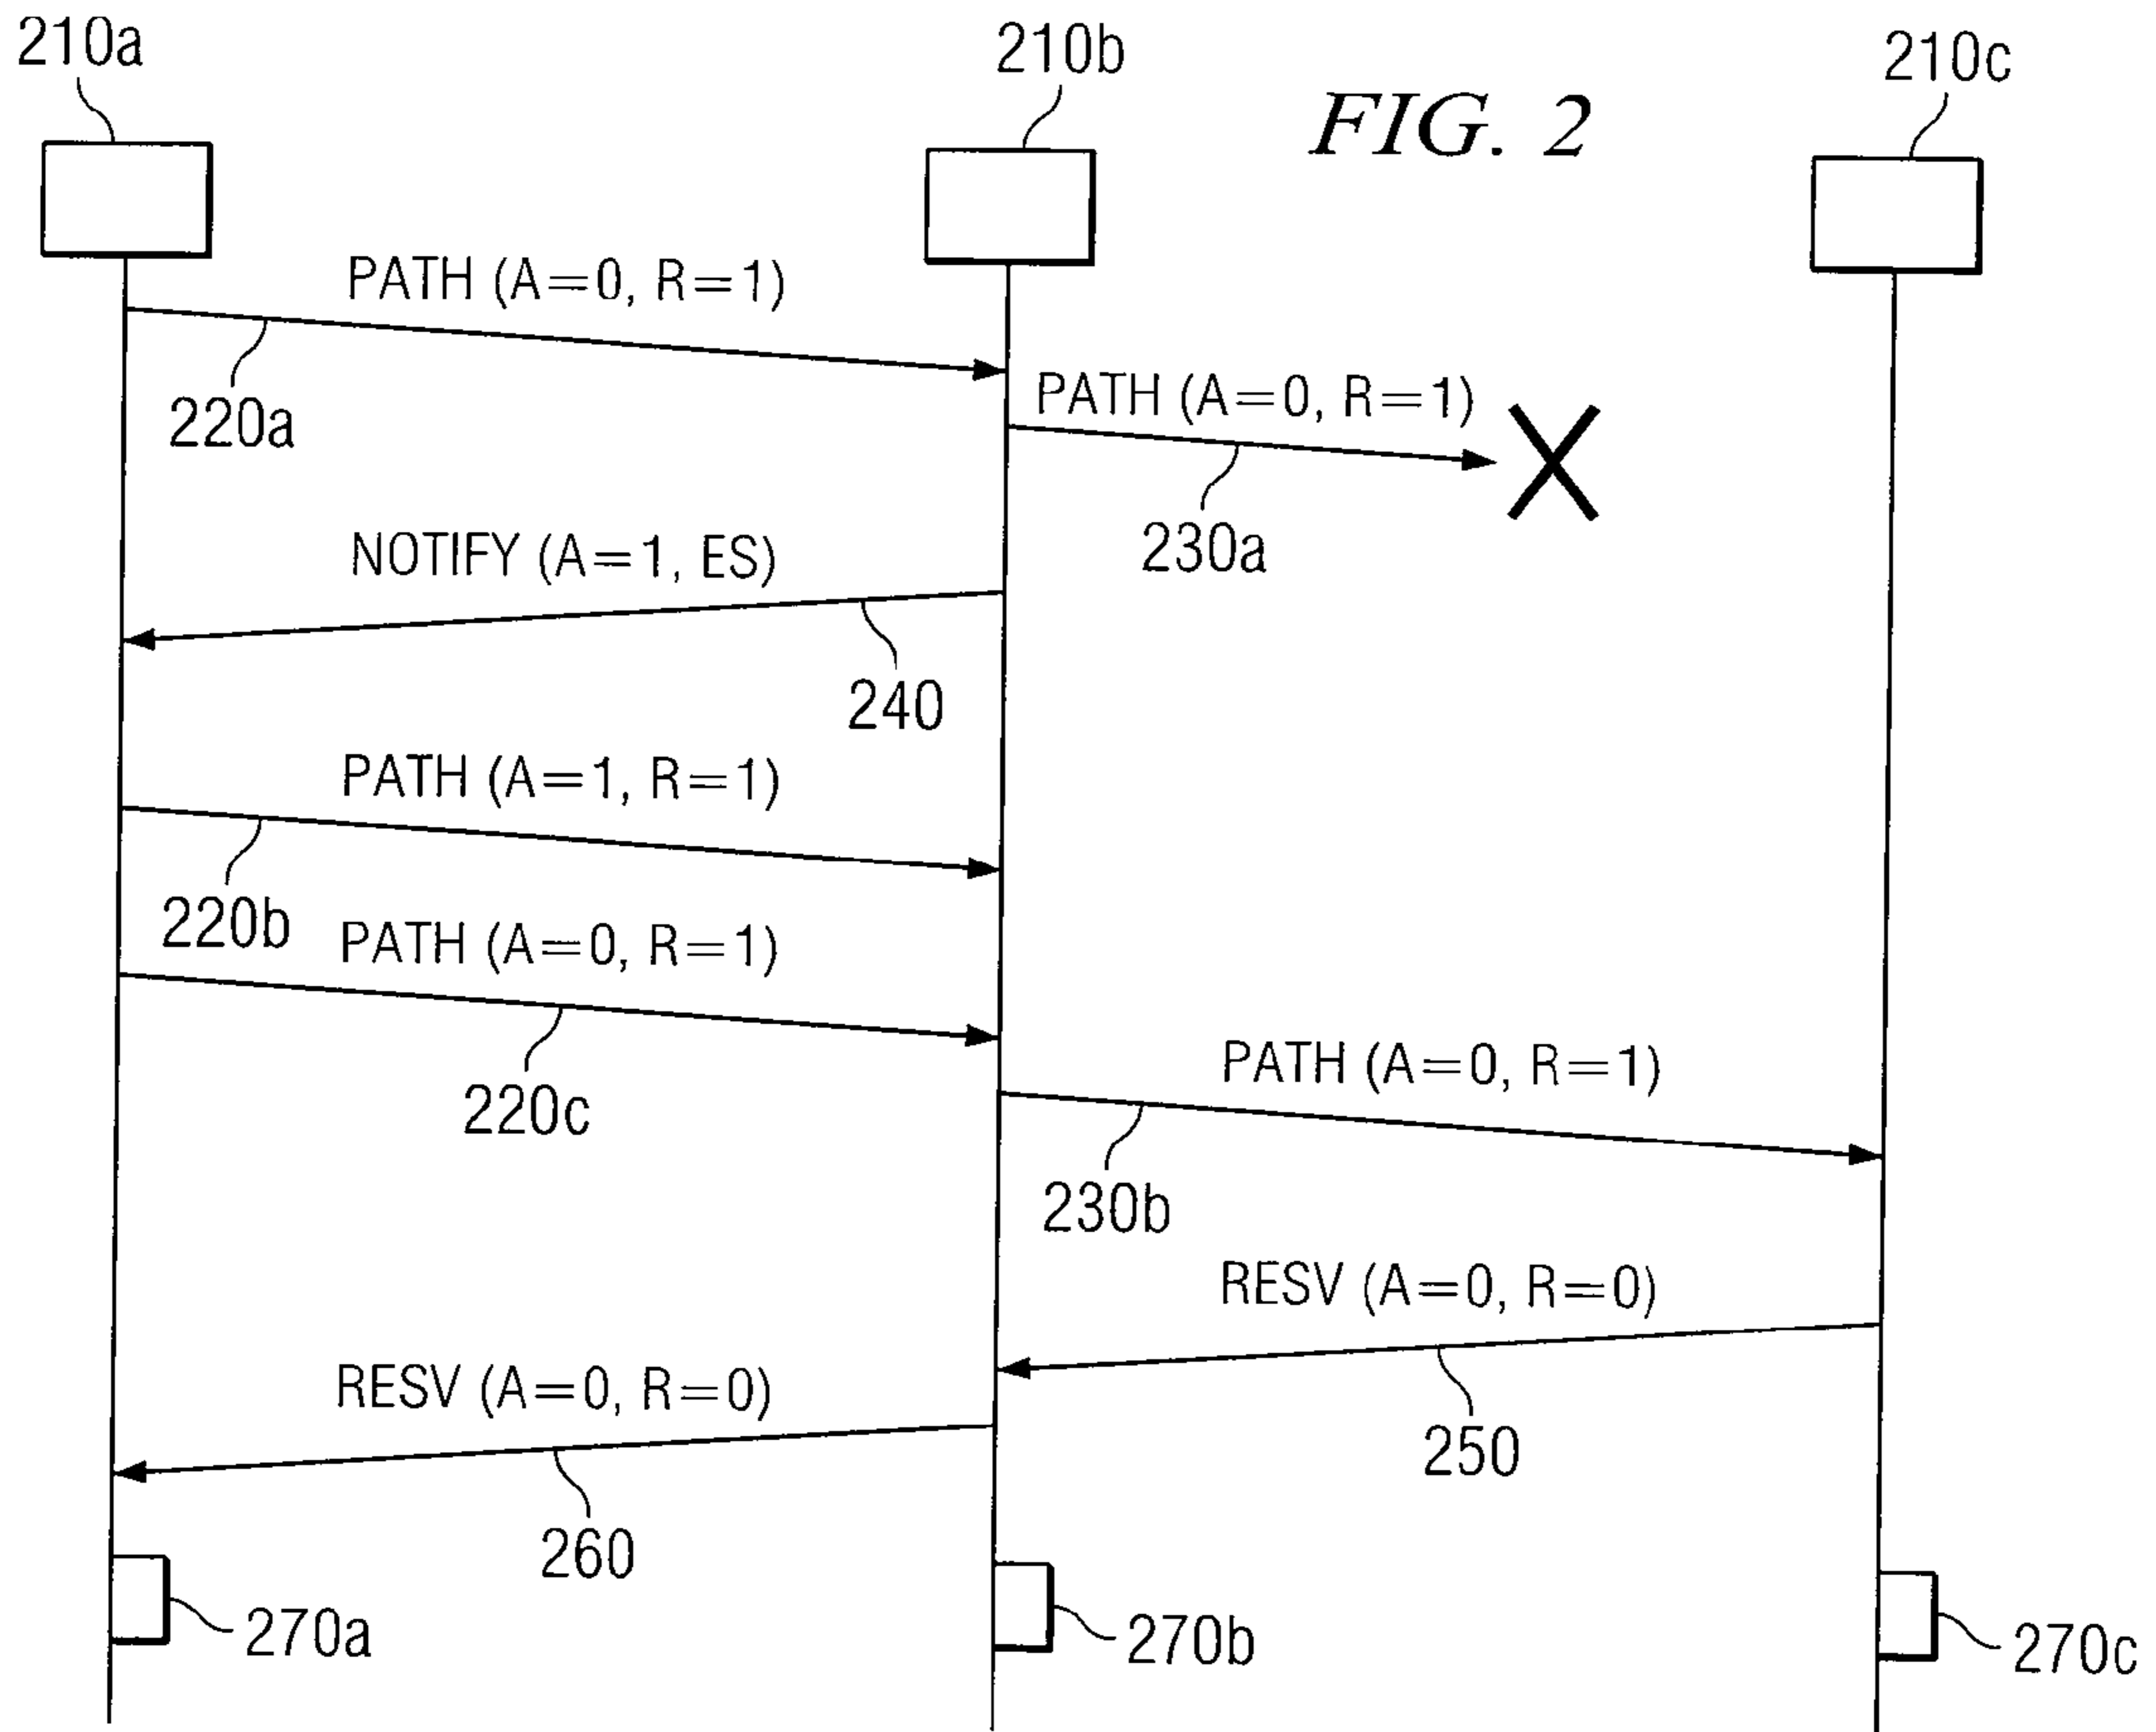 210a
210b
210c
FIG. 2
PATH (A=0, R=1)
220a
PATH (A=0, R=1)
230a
NOTIFY (A=1, ES)
240
PATH (A=1, R=1)
220b
PATH (A=0, R=1)
220c
PATH (A=0, R=1)
230b
RESV (A=0, R=0)
250
RESV (A=0, R=0)
260
270a
270b
270c